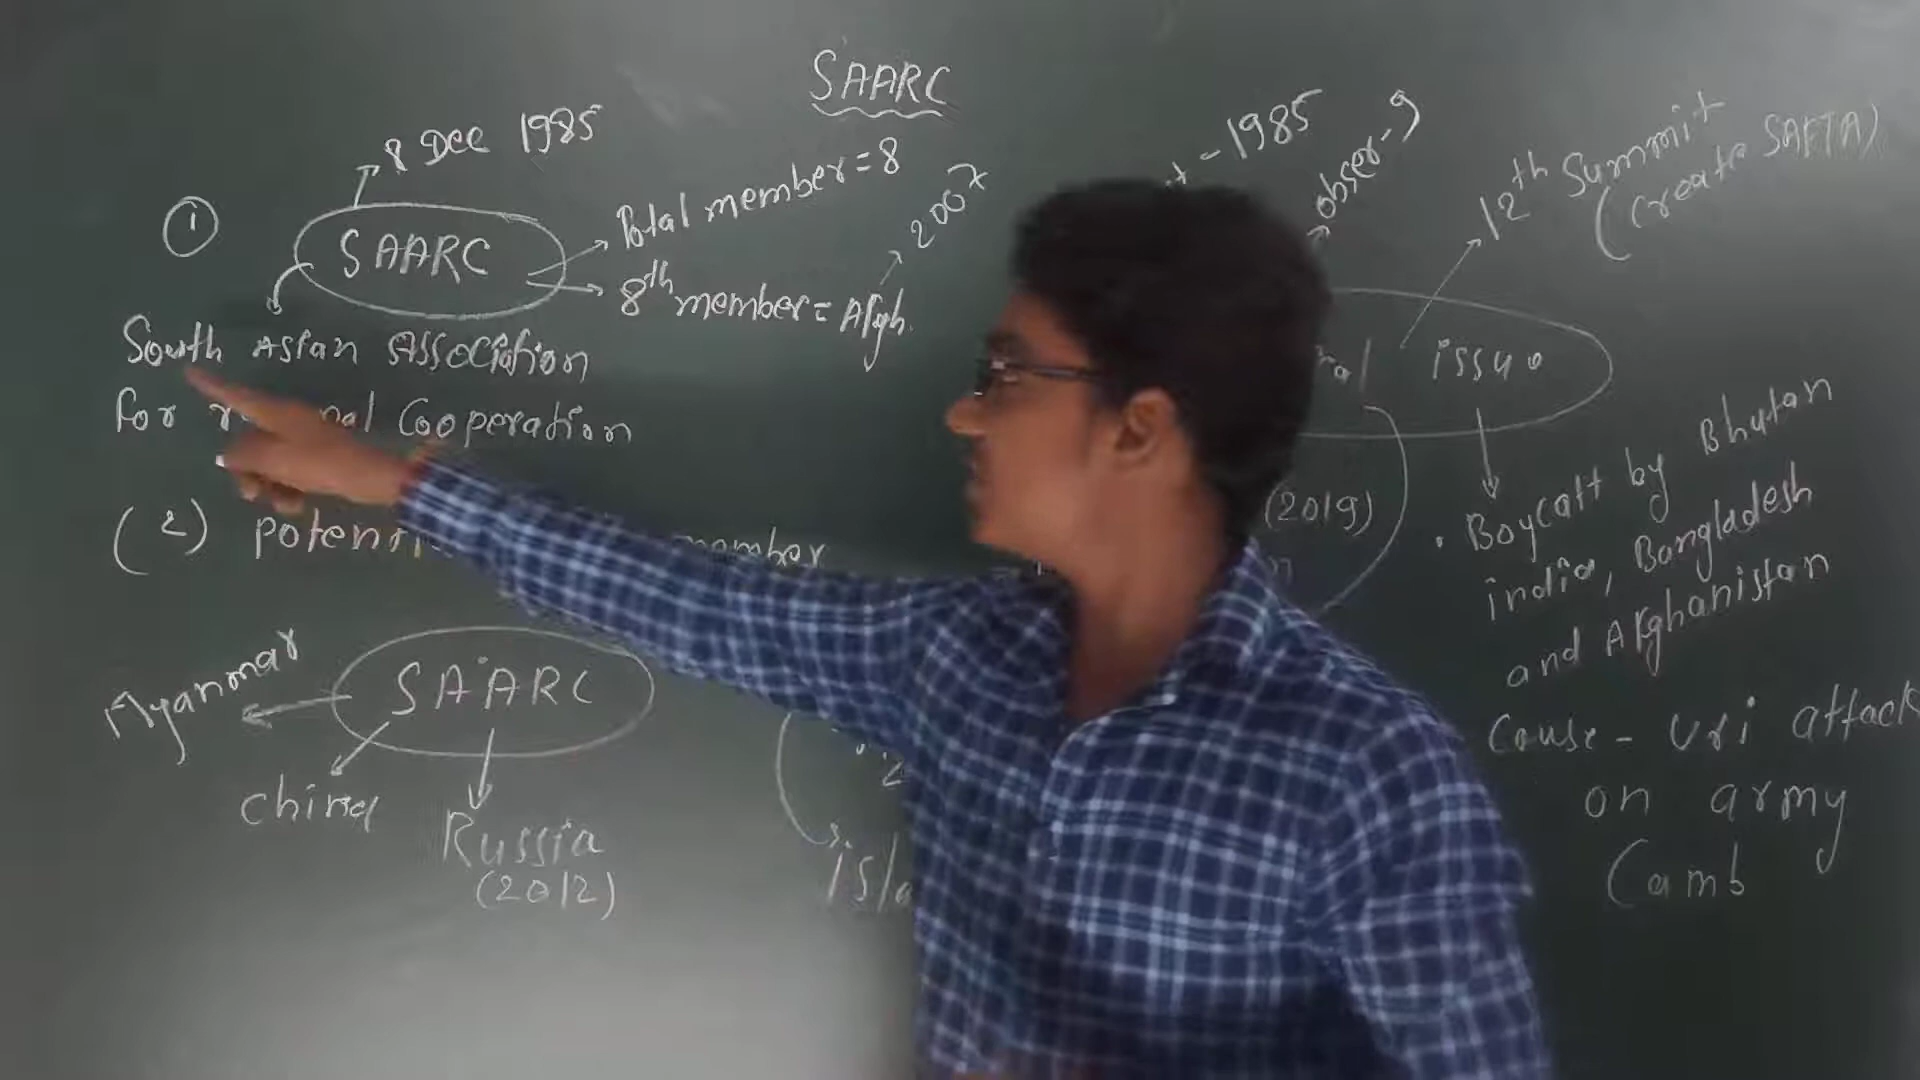 SAARC
8 Dec 1985
①
SAARC
Total member = 8
8th member = Afgh.
2007
South Asian Association
For Cooperation
(2) member
SAARC
Myanmar
China
Russia
(2012)
- 1985
obser - 9
12th Summit
(Create SAFTA)
issue
(2019)
• Boycott by Bhutan
india, Bangladesh
and Afghanistan
Cause - Uri attack
on army
Camb